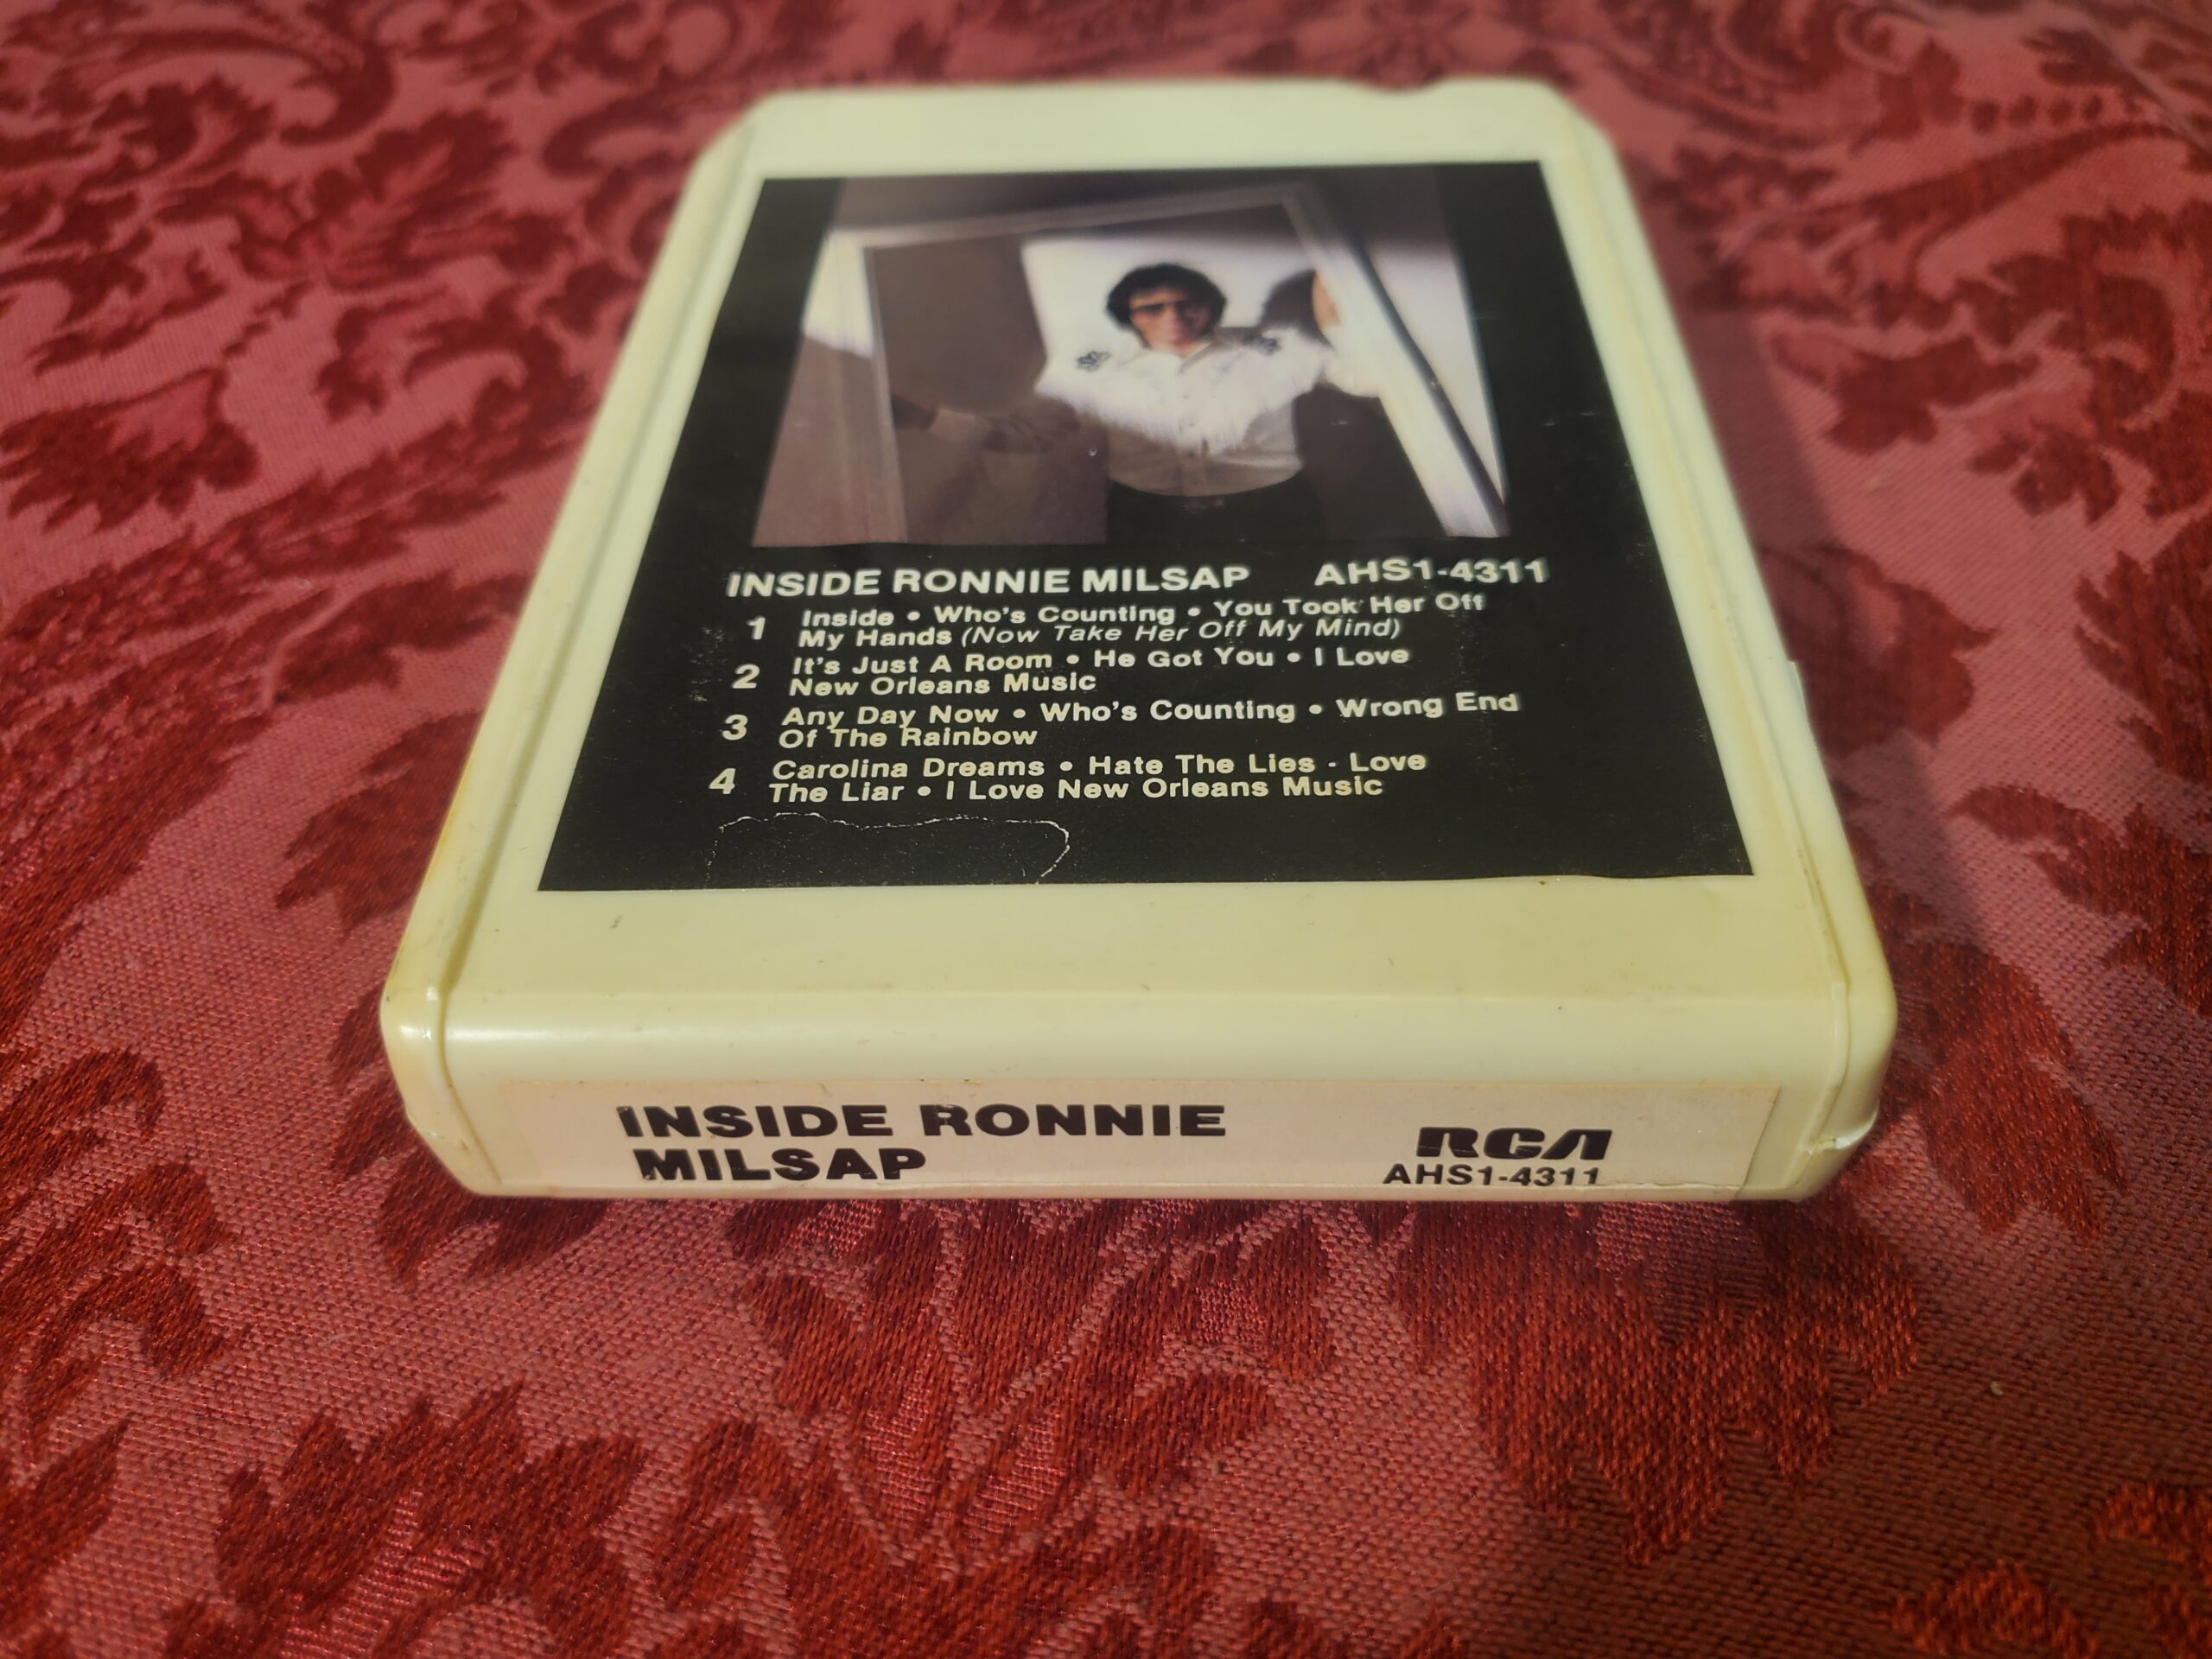 INSIDE RONNIE MILSAP AHS1-4311
1 Inside • Who's Counting • You Took Her Off
My Hands (Now Take Her Off My Mind)
2 It's Just A Room • He Got You • I Love
New Orleans Music
3 Any Day Now • Who's Counting • Wrong End
Of The Rainbow
4 Carolina Dreams • Hate The Lies - Love
The Liar • I Love New Orleans Music
INSIDE RONNIE
MILSAP
RCA
AHS1-4311